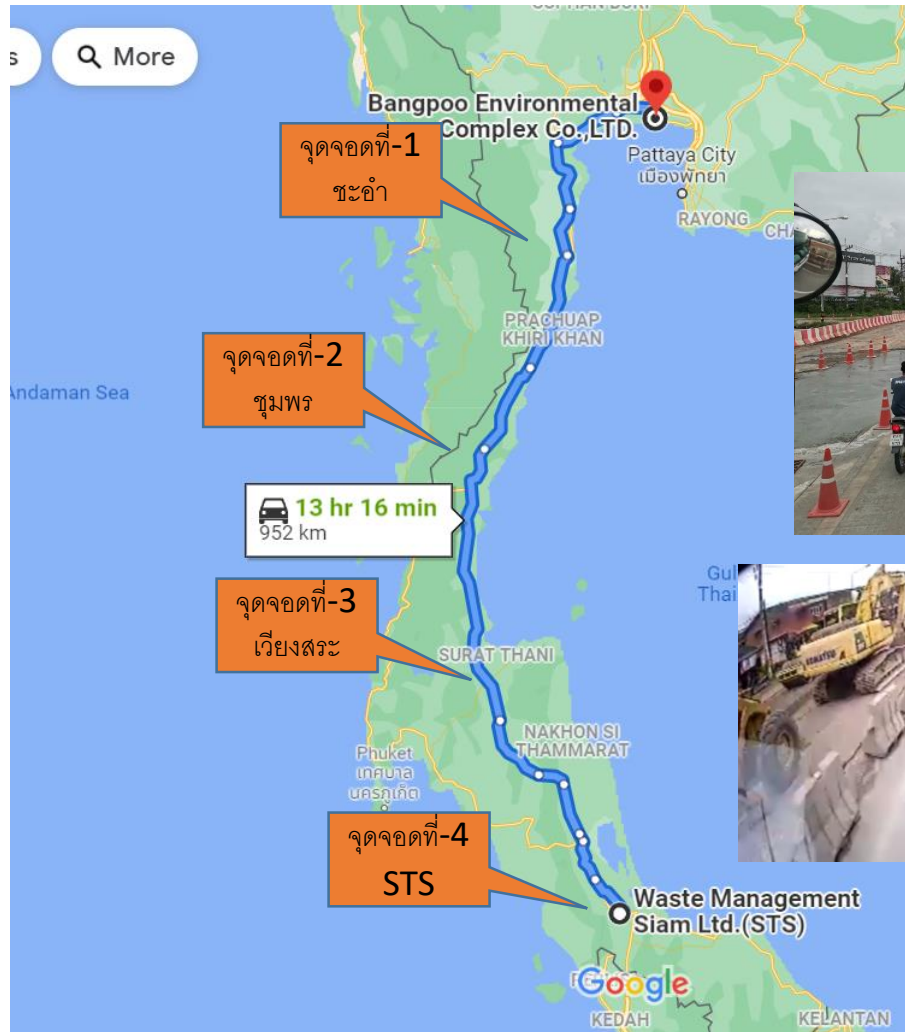 s
More
Bangpoo Environmental
Complex Co.,LTD.
จุดจอดที่-1
ชะอำ
Pattaya City
เมืองพัทยา
RAYONG
PRACHUAP
KHIRI KHAN
จุดจอดที่-2
ชุมพร
Andaman Sea
13 hr 16 min
952 km
จุดจอดที่-3
เวียงสระ
SURAT THANI
NAKHON SI
THAMMARAT
Phuket
เทศบาล
นครภูเก็ต
จุดจอดที่-4
STS
Waste Management
Siam Ltd.(STS)
Google
KEDAH
KELANTAN
KOMATSU